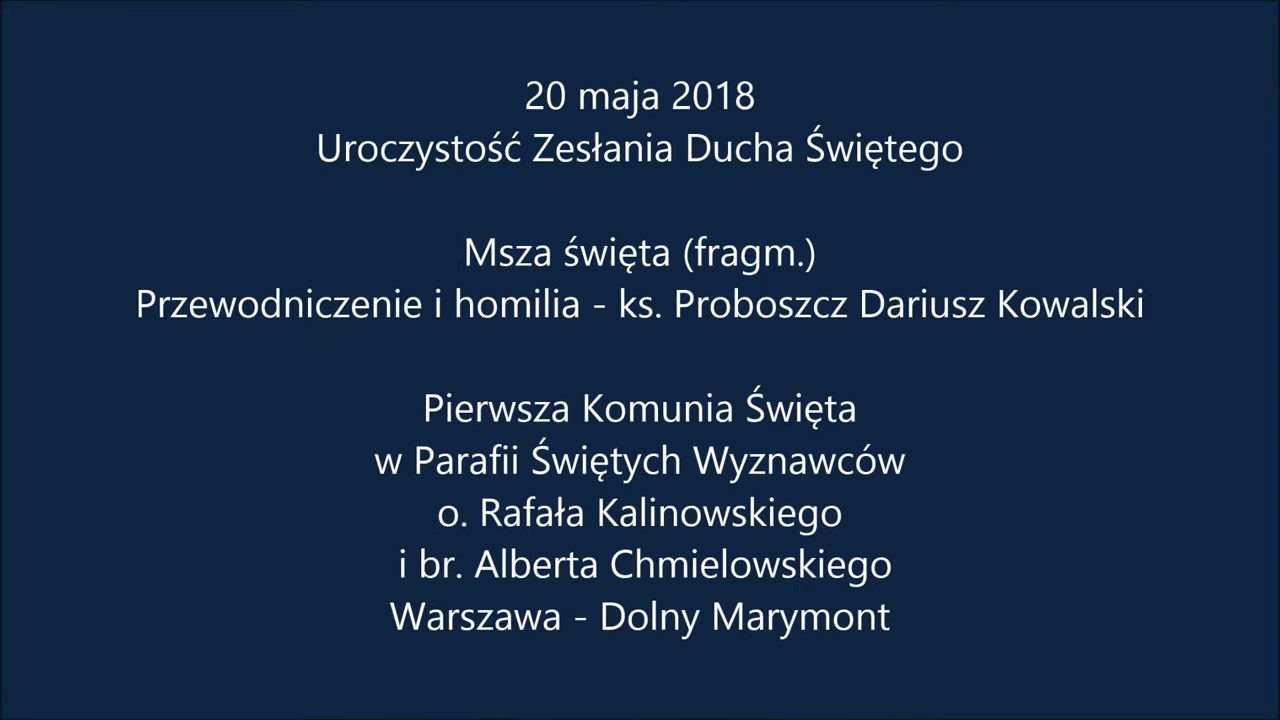 20 maja 2018
Uroczystość Zesłania Ducha Świętego
Msza święta (fragm.)
Przewodniczenie i homilia - ks. Proboszcz Dariusz Kowalski
Pierwsza Komunia Święta
w Parafii Świętych Wyznawców
o. Rafała Kalinowskiego
i br. Alberta Chmielowskiego
Warszawa - Dolny Marymont